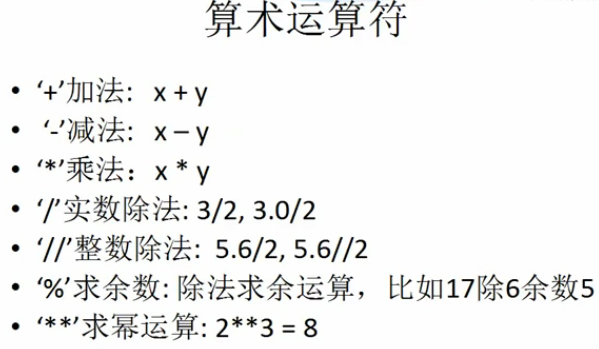 算术运算符
• ‘+’加法: x + y
• ‘-’减法: x – y
• ‘*’乘法：x * y
• ‘/’实数除法: 3/2, 3.0/2
• ‘//’整数除法: 5.6/2, 5.6//2
• ‘%’求余数: 除法求余运算，比如17除6余数5
• ‘**’求幂运算: 2**3 = 8